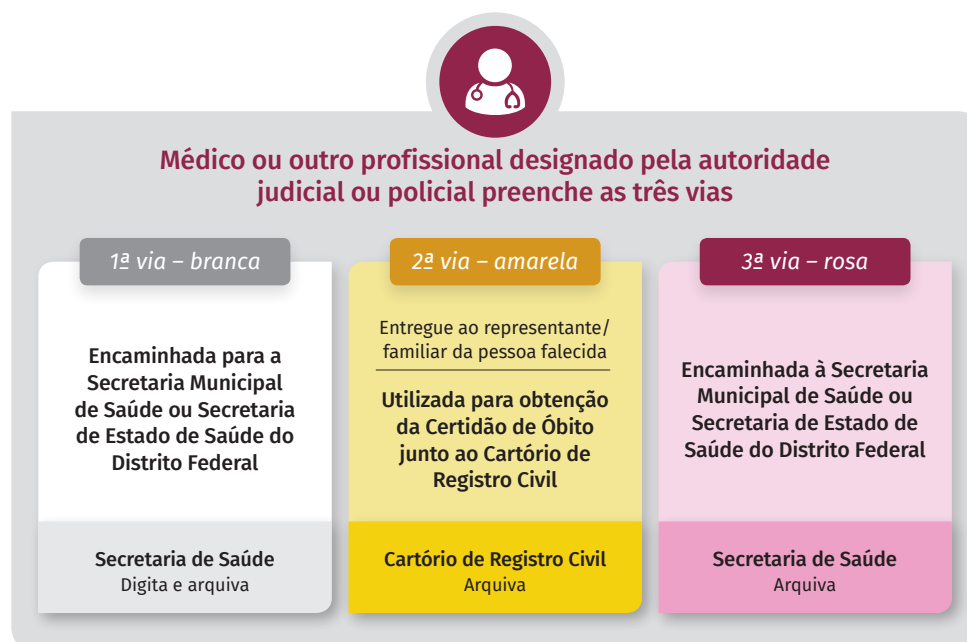 Médico ou outro profissional designado pela autoridade
judicial ou policial preenche as três vias
1ª via – branca
Encaminhada para a
Secretaria Municipal
de Saúde ou Secretaria
de Estado de Saúde do
Distrito Federal
Secretaria de Saúde
Digita e arquiva
2ª via – amarela
Entregue ao representante/
familiar da pessoa falecida
Utilizada para obtenção
da Certidão de Óbito
junto ao Cartório de
Registro Civil
Cartório de Registro Civil
Arquiva
3ª via – rosa
Encaminhada à Secretaria
Municipal de Saúde ou
Secretaria de Estado de
Saúde do Distrito Federal
Secretaria de Saúde
Arquiva